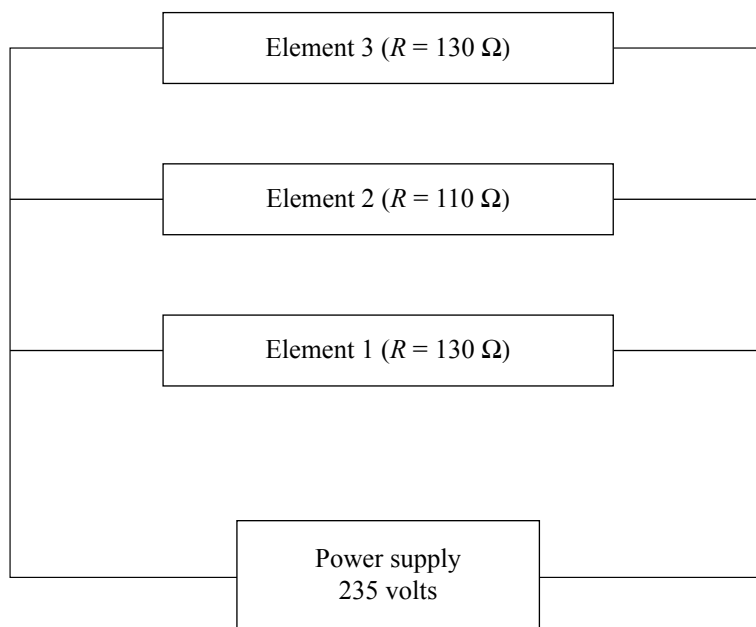 Element 3 (R = 130 Ω)
Element 2 (R = 110 Ω)
Element 1 (R = 130 Ω)
Power supply
235 volts